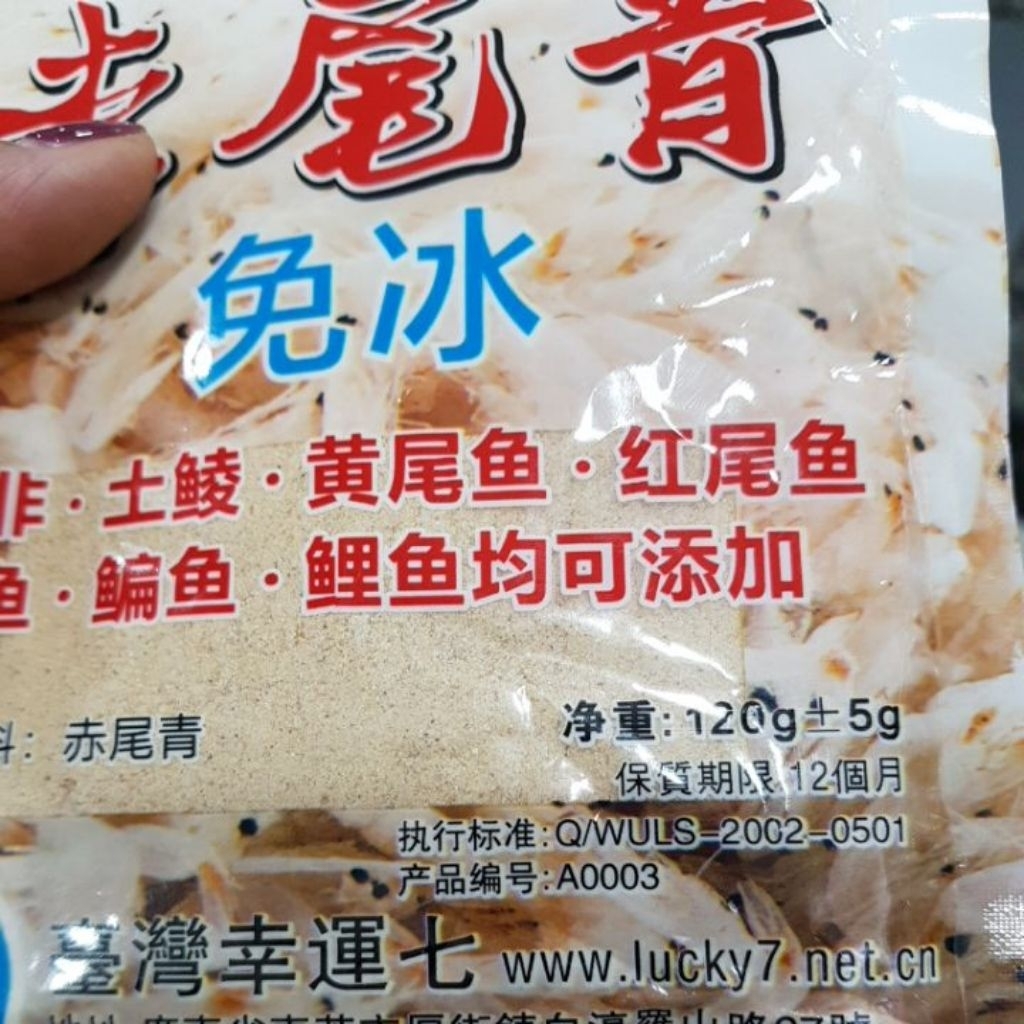 尾青
免冰
非·土鲮·黄尾鱼·红尾鱼
鱼·鳊鱼·鲤鱼均可添加
料：赤尾青
净重:120g±5g
保質期限:12個月
执行标准:Q/WULS-2002-0501
产品编号:A0003
臺灣幸運七 www.lucky7.net.cn